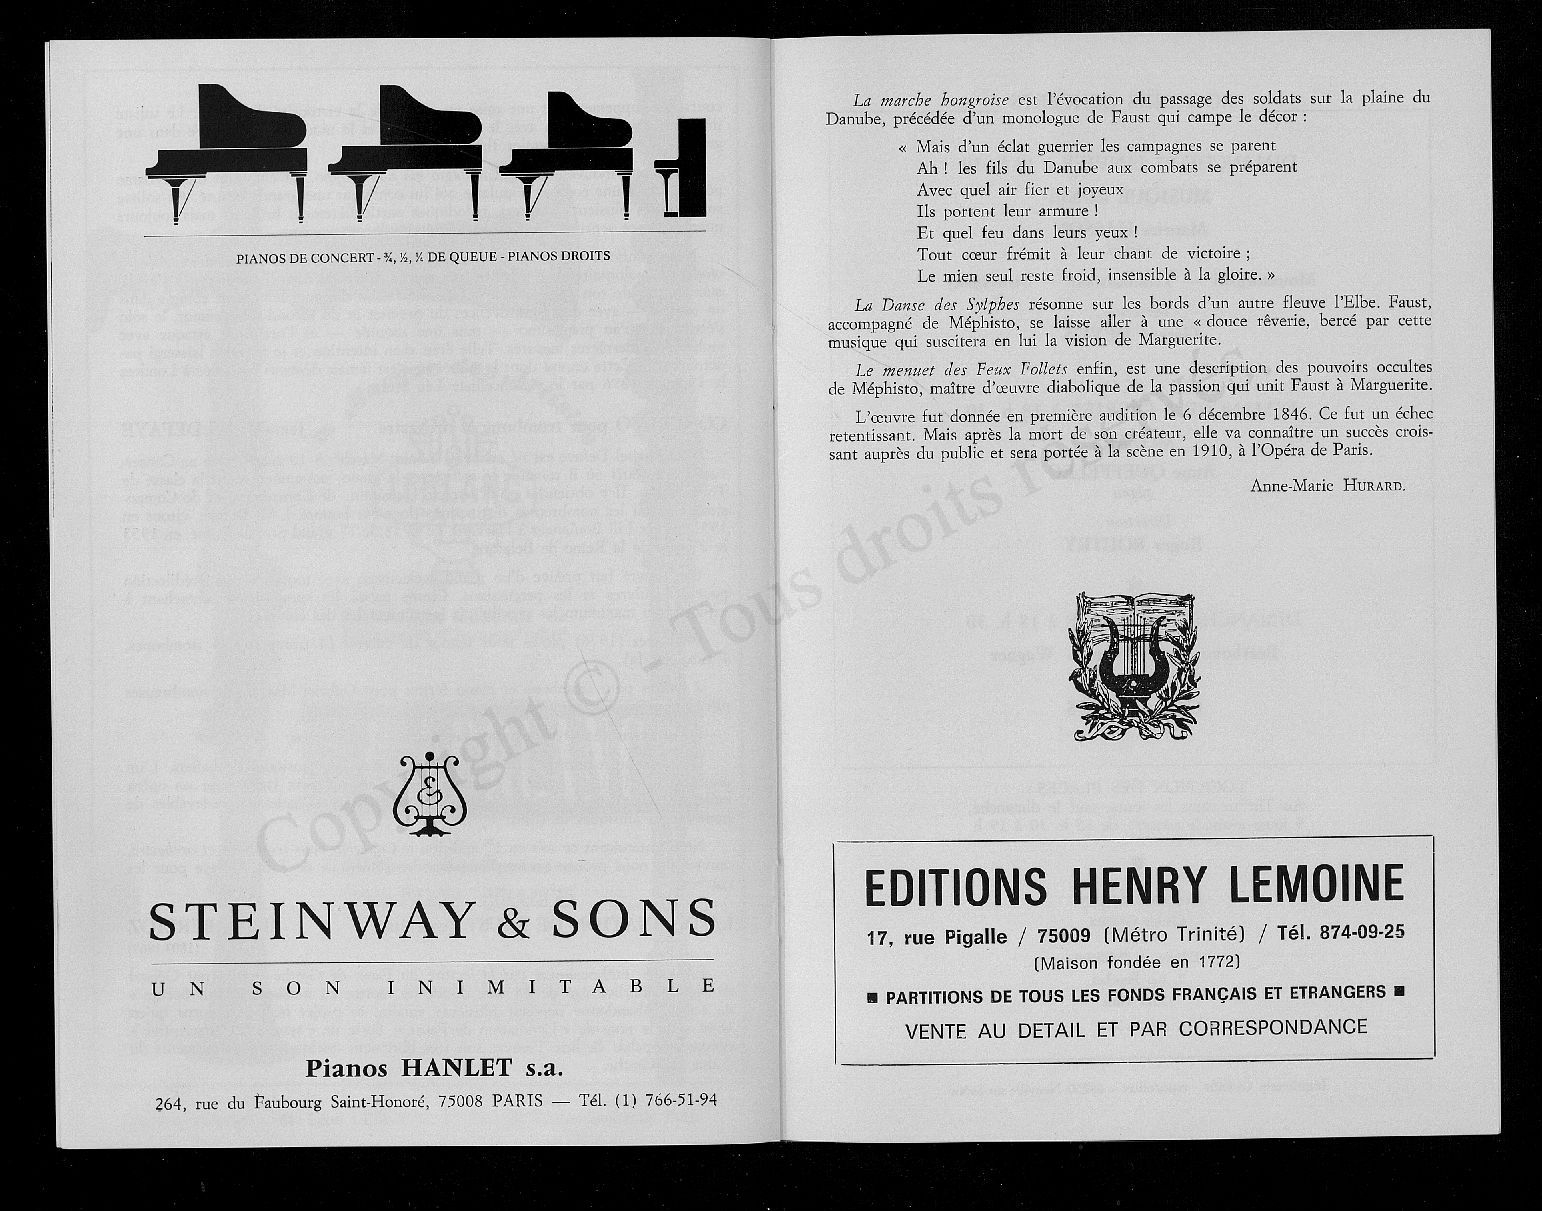 PIANOS DE CONCERT - ¾, ½, ¼ DE QUEUE - PIANOS DROITS
STEINWAY & SONS
UN SON INIMITABLE
Pianos HANLET s.a.
264, rue du Faubourg Saint-Honoré, 75008 PARIS — Tél. (1) 766-51-94
La marche hongroise est l'évocation du passage des soldats sur la plaine du
Danube, précédée d'un monologue de Faust qui campe le décor :
« Mais d'un éclat guerrier les campagnes se parent
Ah ! les fils du Danube aux combats se préparent
Avec quel air fier et joyeux
Ils portent leur armure !
Et quel feu dans leurs yeux !
Tout cœur frémit à leur chant de victoire ;
Le mien seul reste froid, insensible à la gloire. »
La Danse des Sylphes résonne sur les bords d'un autre fleuve l'Elbe. Faust,
accompagné de Méphisto, se laisse aller à une « douce rêverie, bercé par cette
musique qui suscitera en lui la vision de Marguerite.
Le menuet des Feux Follets enfin, est une description des pouvoirs occultes
de Méphisto, maître d'œuvre diabolique de la passion qui unit Faust à Marguerite.
L'œuvre fut donnée en première audition le 6 décembre 1846. Ce fut un échec
retentissant. Mais après la mort de son créateur, elle va connaître un succès crois-
sant auprès du public et sera portée à la scène en 1910, à l'Opéra de Paris.
Anne-Marie HURARD.
EDITIONS HENRY LEMOINE
17, rue Pigalle / 75009 (Métro Trinité) / Tél. 874-09-25
(Maison fondée en 1772)
■ PARTITIONS DE TOUS LES FONDS FRANÇAIS ET ETRANGERS ■
VENTE AU DETAIL ET PAR CORRESPONDANCE
Copyright © - Tous droits réservés